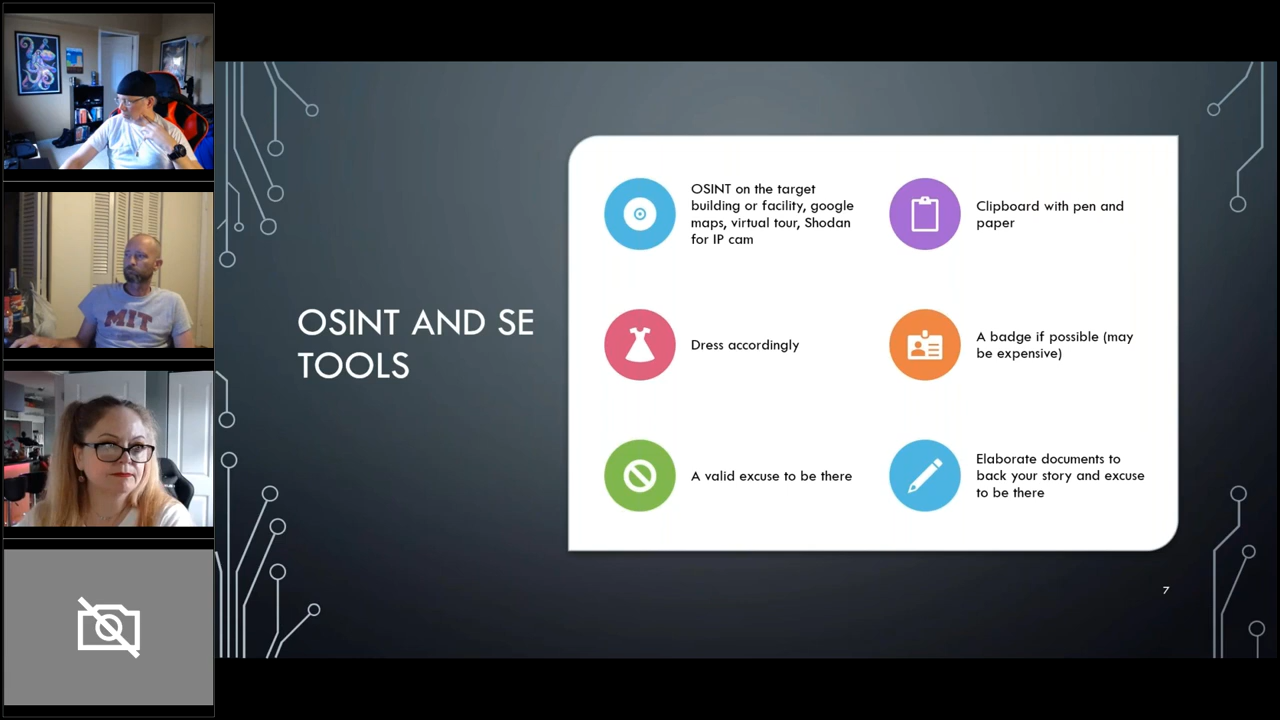 MIT
OSINT AND SE
TOOLS
OSINT on the target
building or facility, google
maps, virtual tour, Shodan
for IP cam
Clipboard with pen and
paper
Dress accordingly
A badge if possible (may
be expensive)
A valid excuse to be there
Elaborate documents to
back your story and excuse
to be there
7